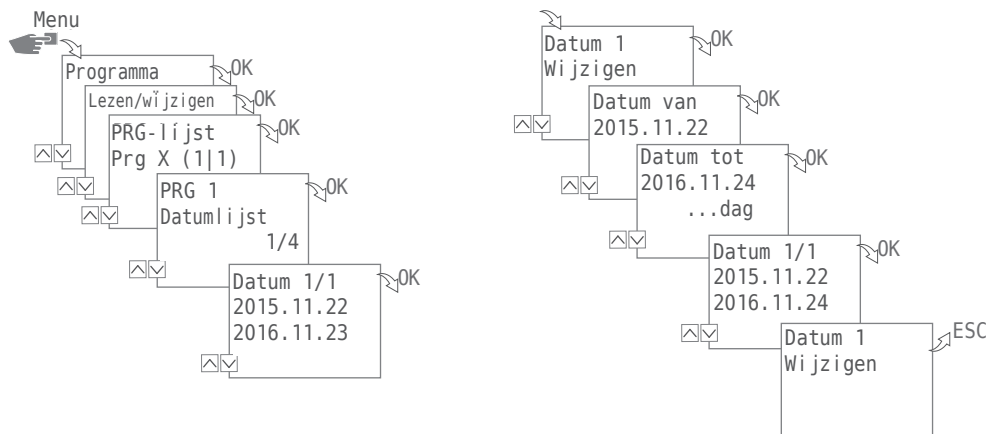 Menu
Programma
OK
Lezen/wijzigen
OK
PRG-lijst
OK
Prg X (1|1)
PRG 1
OK
Datumlijst
1/4
Datum 1/1
OK
2015.11.22
2016.11.23
Datum 1
OK
Wijzigen
Datum van
OK
2015.11.22
Datum tot
OK
2016.11.24
...dag
Datum 1/1
OK
2015.11.22
2016.11.24
Datum 1
ESC
Wijzigen